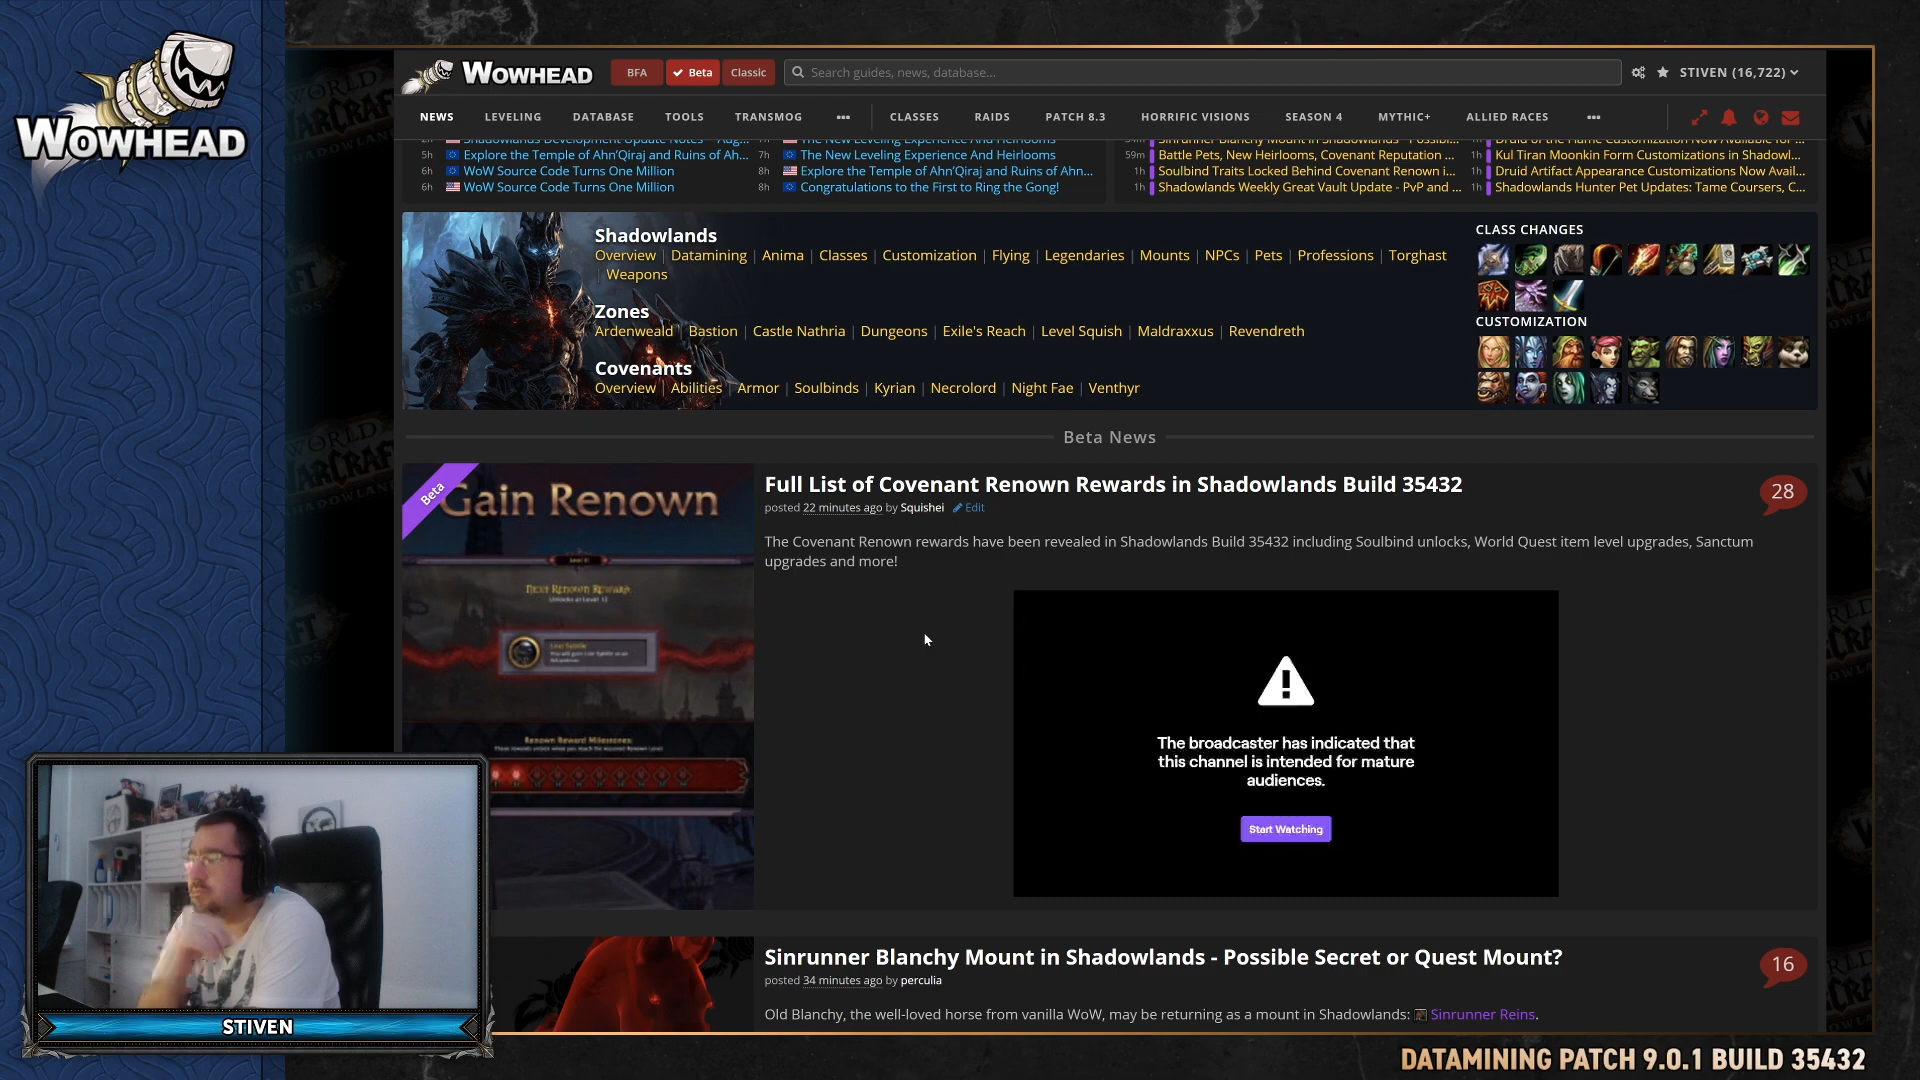 WOWHEAD
WOWHEAD
BFA
Beta
Classic
Search guides, news, database...
STIVEN (16,722)
NEWS
LEVELING
DATABASE
TOOLS
TRANSMOG
CLASSES
RAIDS
PATCH 8.3
HORRIFIC VISIONS
SEASON 4
MYTHIC+
ALLIED RACES
5h Explore the Temple of Ahn'Qiraj and Ruins of Ah...
6h WoW Source Code Turns One Million
6h WoW Source Code Turns One Million
The New Leveling Experience And Heirlooms
7h The New Leveling Experience And Heirlooms
8h Explore the Temple of Ahn'Qiraj and Ruins of Ahn...
8h Congratulations to the First to Ring the Gong!
59m Battle Pets, New Heirlooms, Covenant Reputation ...
1h Soulbind Traits Locked Behind Covenant Renown i...
1h Shadowlands Weekly Great Vault Update - PvP and ...
1h Kul Tiran Moonkin Form Customizations in Shadowl...
1h Druid Artifact Appearance Customizations Now Avail...
1h Shadowlands Hunter Pet Updates: Tame Coursers, C...
Shadowlands
Overview | Datamining | Anima | Classes | Customization | Flying | Legendaries | Mounts | NPCs | Pets | Professions | Torghast
| Weapons
Zones
Ardenweald | Bastion | Castle Nathria | Dungeons | Exile's Reach | Level Squish | Maldraxxus | Revendreth
Covenants
Overview | Abilities | Armor | Soulbinds | Kyrian | Necrolord | Night Fae | Venthyr
CLASS CHANGES
CUSTOMIZATION
Beta News
Beta
Gain Renown
Next Renown Reward:
Renown Reward Milestones:
Full List of Covenant Renown Rewards in Shadowlands Build 35432
28
posted 22 minutes ago by Squishei Edit
The Covenant Renown rewards have been revealed in Shadowlands Build 35432 including Soulbind unlocks, World Quest item level upgrades, Sanctum
upgrades and more!
The broadcaster has indicated that
this channel is intended for mature
audiences.
Start Watching
Sinrunner Blanchy Mount in Shadowlands - Possible Secret or Quest Mount?
16
posted 34 minutes ago by perculia
Old Blanchy, the well-loved horse from vanilla WoW, may be returning as a mount in Shadowlands: Sinrunner Reins.
STIVEN
DATAMINING PATCH 9.0.1 BUILD 35432